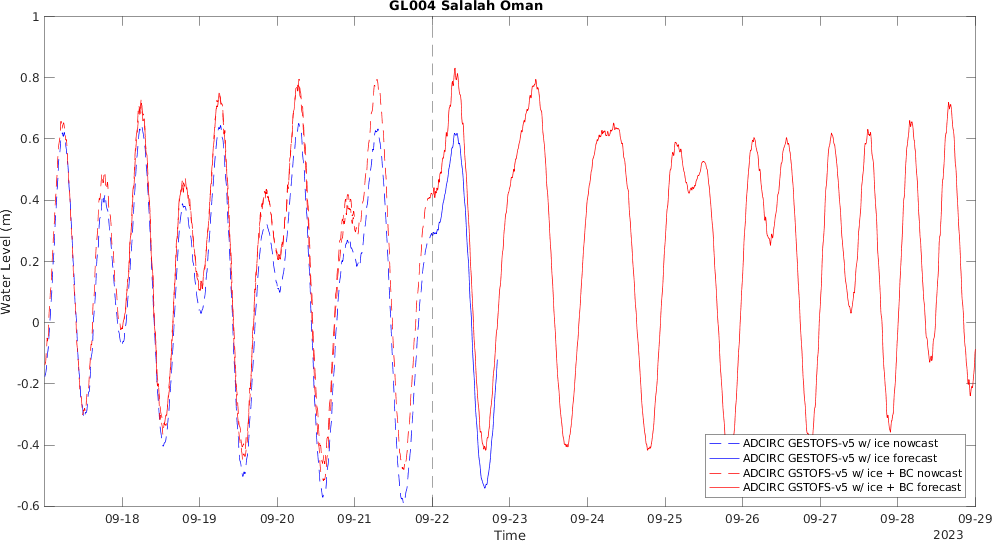 GL004 Salalah Oman
1
0.8
0.6
0.4
0.2
0
-0.2
-0.4
-0.6
Water Level (m)
09-18 09-19 09-20 09-21 09-22 09-23 09-24 09-25 09-26 09-27 09-28 09-29
Time
2023
ADCIRC GESTOFS-v5 w/ ice nowcast
ADCIRC GESTOFS-v5 w/ ice forecast
ADCIRC GSTOFS-v5 w/ ice + BC nowcast
ADCIRC GSTOFS-v5 w/ ice + BC forecast